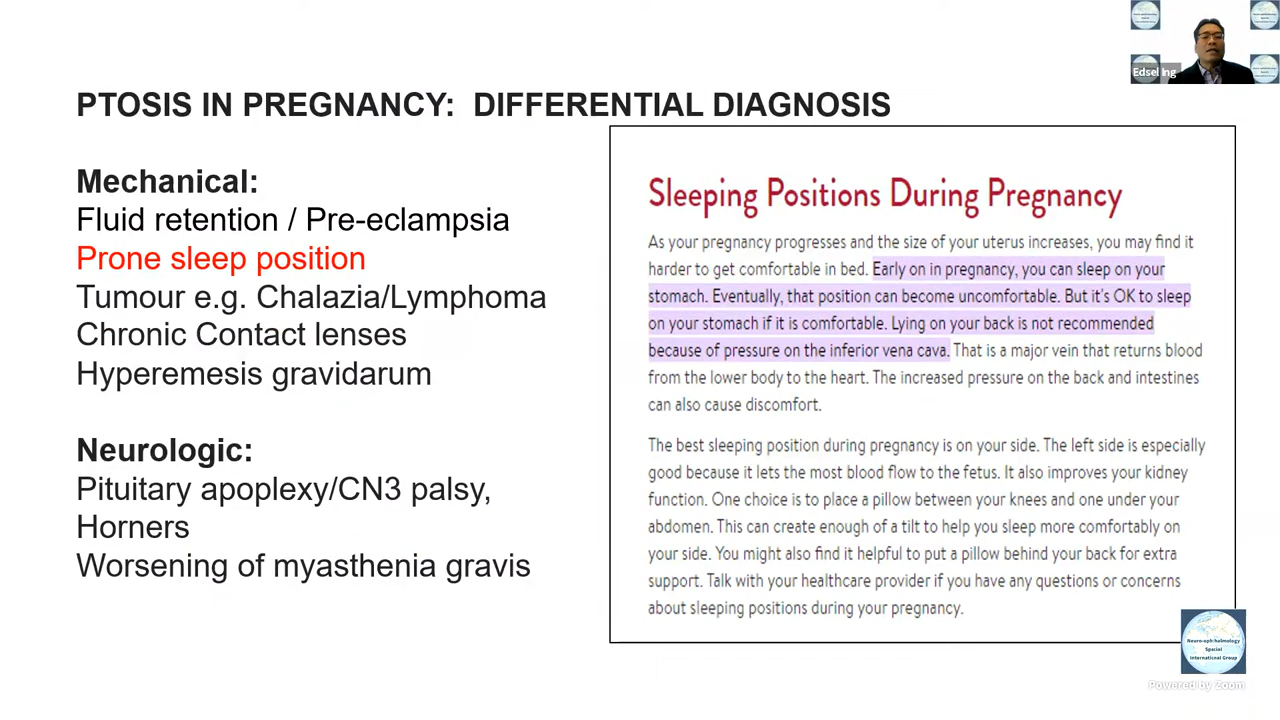 Edsel Ing
PTOSIS IN PREGNANCY: DIFFERENTIAL DIAGNOSIS
Mechanical:
Fluid retention / Pre-eclampsia
Prone sleep position
Tumour e.g. Chalazia/Lymphoma
Chronic Contact lenses
Hyperemesis gravidarum
Neurologic:
Pituitary apoplexy/CN3 palsy,
Horners
Worsening of myasthenia gravis
Sleeping Positions During Pregnancy
As your pregnancy progresses and the size of your uterus increases, you may find it
harder to get comfortable in bed. Early on in pregnancy, you can sleep on your
stomach. Eventually, that position can become uncomfortable. But it's OK to sleep
on your stomach if it is comfortable. Lying on your back is not recommended
because of pressure on the inferior vena cava. That is a major vein that returns blood
from the lower body to the heart. The increased pressure on the back and intestines
can also cause discomfort.
The best sleeping position during pregnancy is on your side. The left side is especially
good because it lets the most blood flow to the fetus. It also improves your kidney
function. One choice is to place a pillow between your knees and one under your
abdomen. This can create enough of a tilt to help you sleep more comfortably on
your side. You might also find it helpful to put a pillow behind your back for extra
support. Talk with your healthcare provider if you have any questions or concerns
about sleeping positions during your pregnancy.
Neuro-ophthalmology
Special
International Group
Powered by Zoom